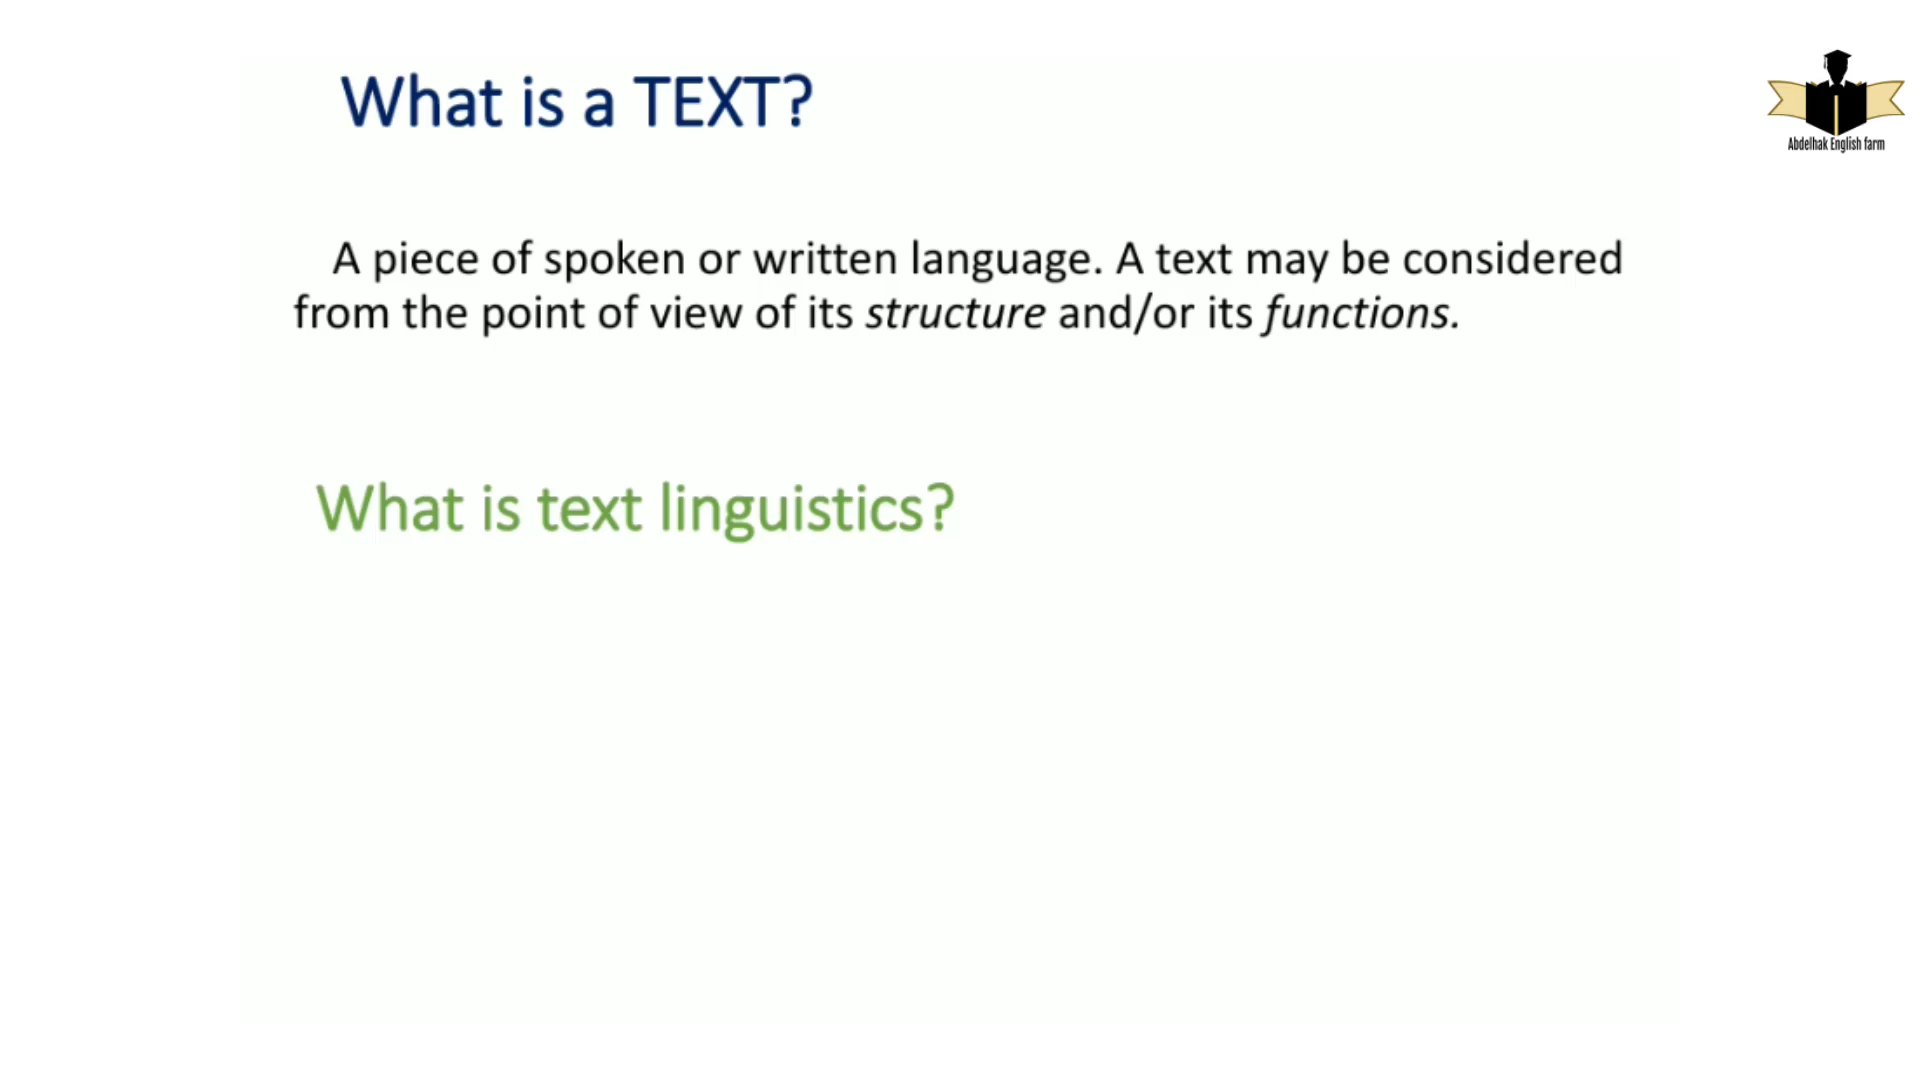 What is a TEXT?
Abdelhak English farm
A piece of spoken or written language. A text may be considered
from the point of view of its structure and/or its functions.
What is text linguistics?